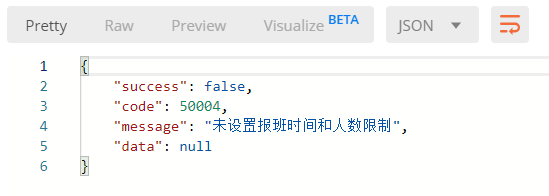 Pretty Raw Preview Visualize BETA JSON
1 {
2 "success": false,
3 "code": 50004,
4 "message": "未设置报班时间和人数限制",
5 "data": null
6 }